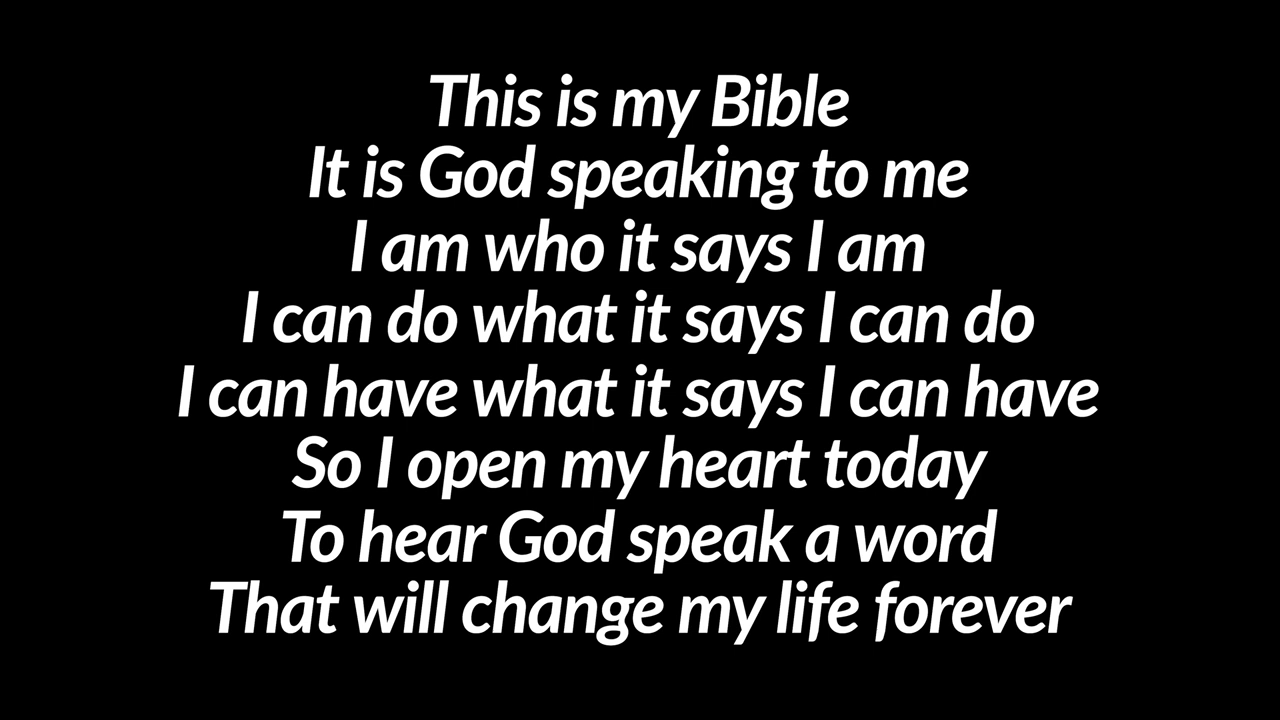 This is my Bible
It is God speaking to me
I am who it says I am
I can do what it says I can do
I can have what it says I can have
So I open my heart today
To hear God speak a word
That will change my life forever